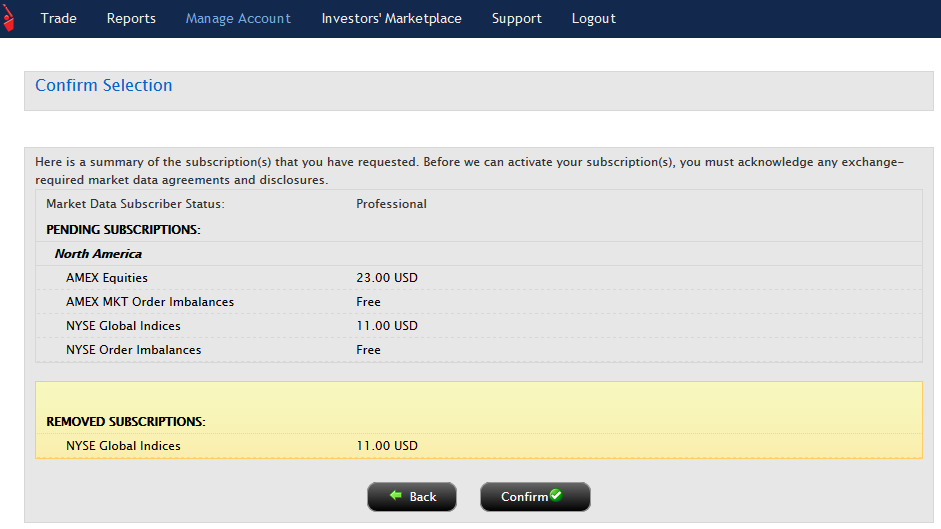 Trade Reports Manage Account Investors' Marketplace Support Logout
Confirm Selection
Here is a summary of the subscription(s) that you have requested. Before we can activate your subscription(s), you must acknowledge any exchange-
required market data agreements and disclosures.
Market Data Subscriber Status: Professional
PENDING SUBSCRIPTIONS:
North America
AMEX Equities 23.00 USD
AMEX MKT Order Imbalances Free
NYSE Global Indices 11.00 USD
NYSE Order Imbalances Free
REMOVED SUBSCRIPTIONS:
NYSE Global Indices 11.00 USD
Back Confirm